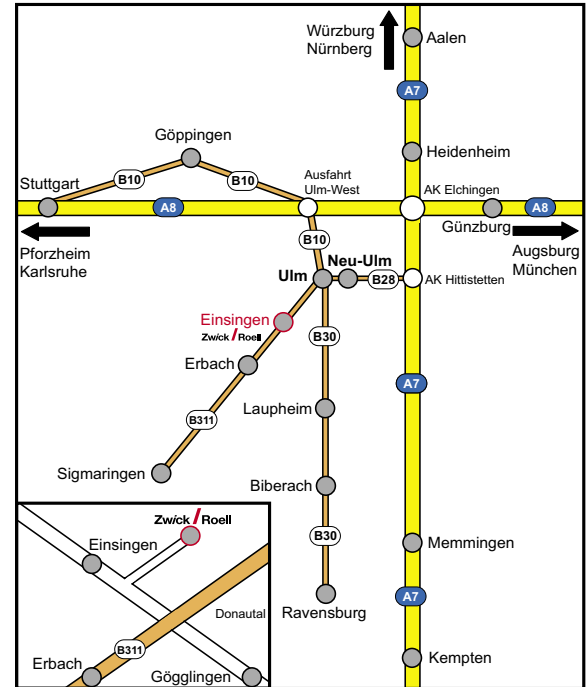 Würzburg
Nürnberg
Aalen
A7
Göppingen
Heidenheim
Stuttgart
B10
B10
Ausfahrt
Ulm-West
AK Elchingen
A8
A8
Günzburg
Pforzheim
Karlsruhe
Augsburg
München
B10
Neu-Ulm
Ulm
B28
AK Hittistetten
Einsingen
Zwick / Roell
B30
Erbach
A7
B311
Laupheim
Sigmaringen
Biberach
Zwick / Roell
Einsingen
B30
Memmingen
Donautal
Ravensburg
A7
B311
Erbach
Gögglingen
Kempten